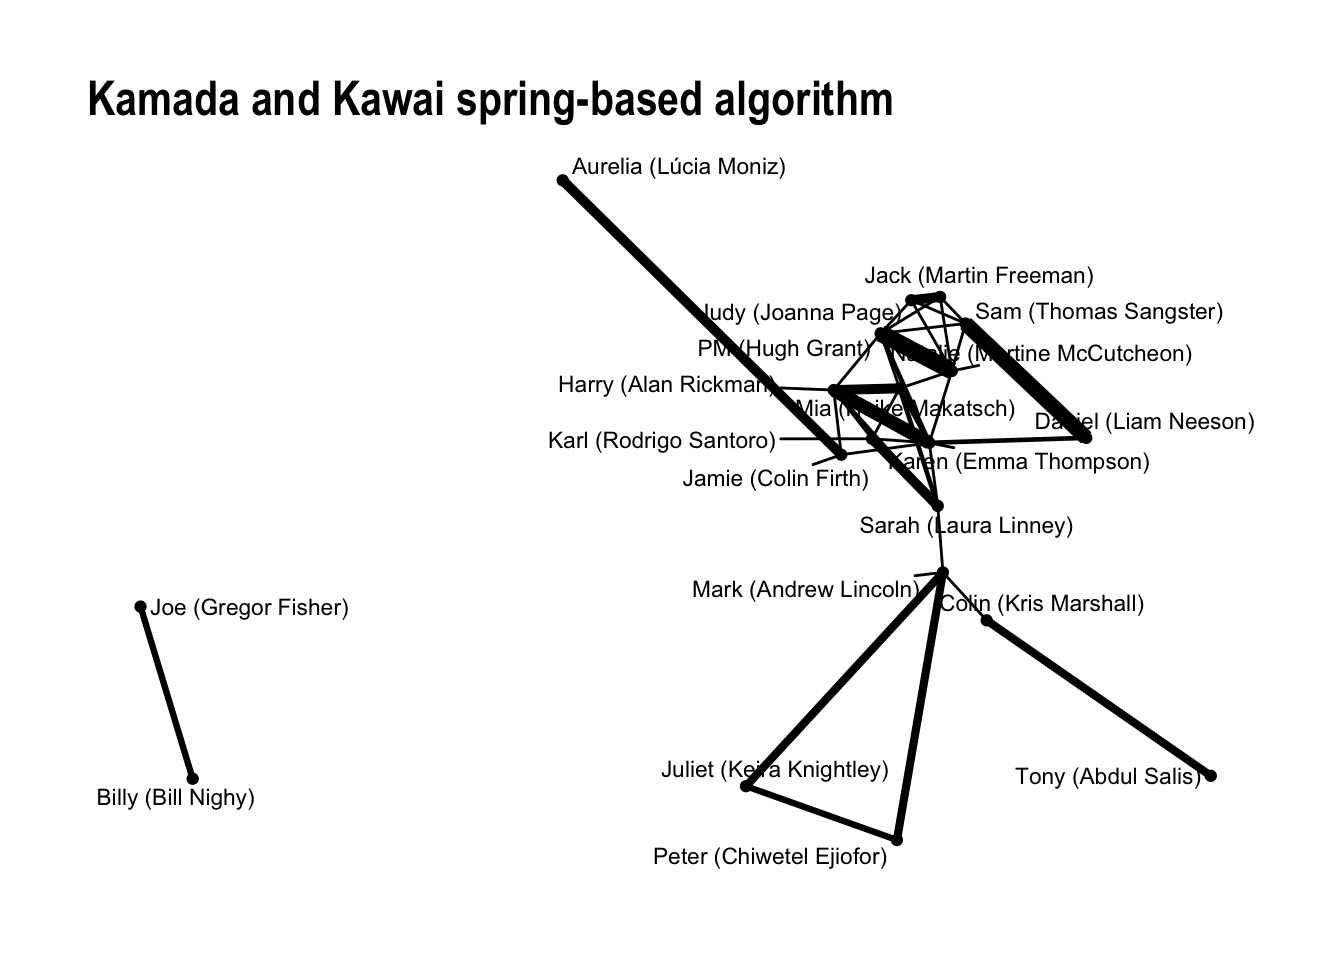 Kamada and Kawai spring-based algorithm
Aurelia (Lúcia Moniz)
Jack (Martin Freeman)
Judy (Joanna Page)
Sam (Thomas Sangster)
PM (Hugh Grant)
Natalie (Martine McCutcheon)
Harry (Alan Rickman)
Mia (Heike Makatsch)
Daniel (Liam Neeson)
Karl (Rodrigo Santoro)
Karen (Emma Thompson)
Jamie (Colin Firth)
Sarah (Laura Linney)
Mark (Andrew Lincoln)
Colin (Kris Marshall)
Joe (Gregor Fisher)
Juliet (Keira Knightley)
Tony (Abdul Salis)
Billy (Bill Nighy)
Peter (Chiwetel Ejiofor)